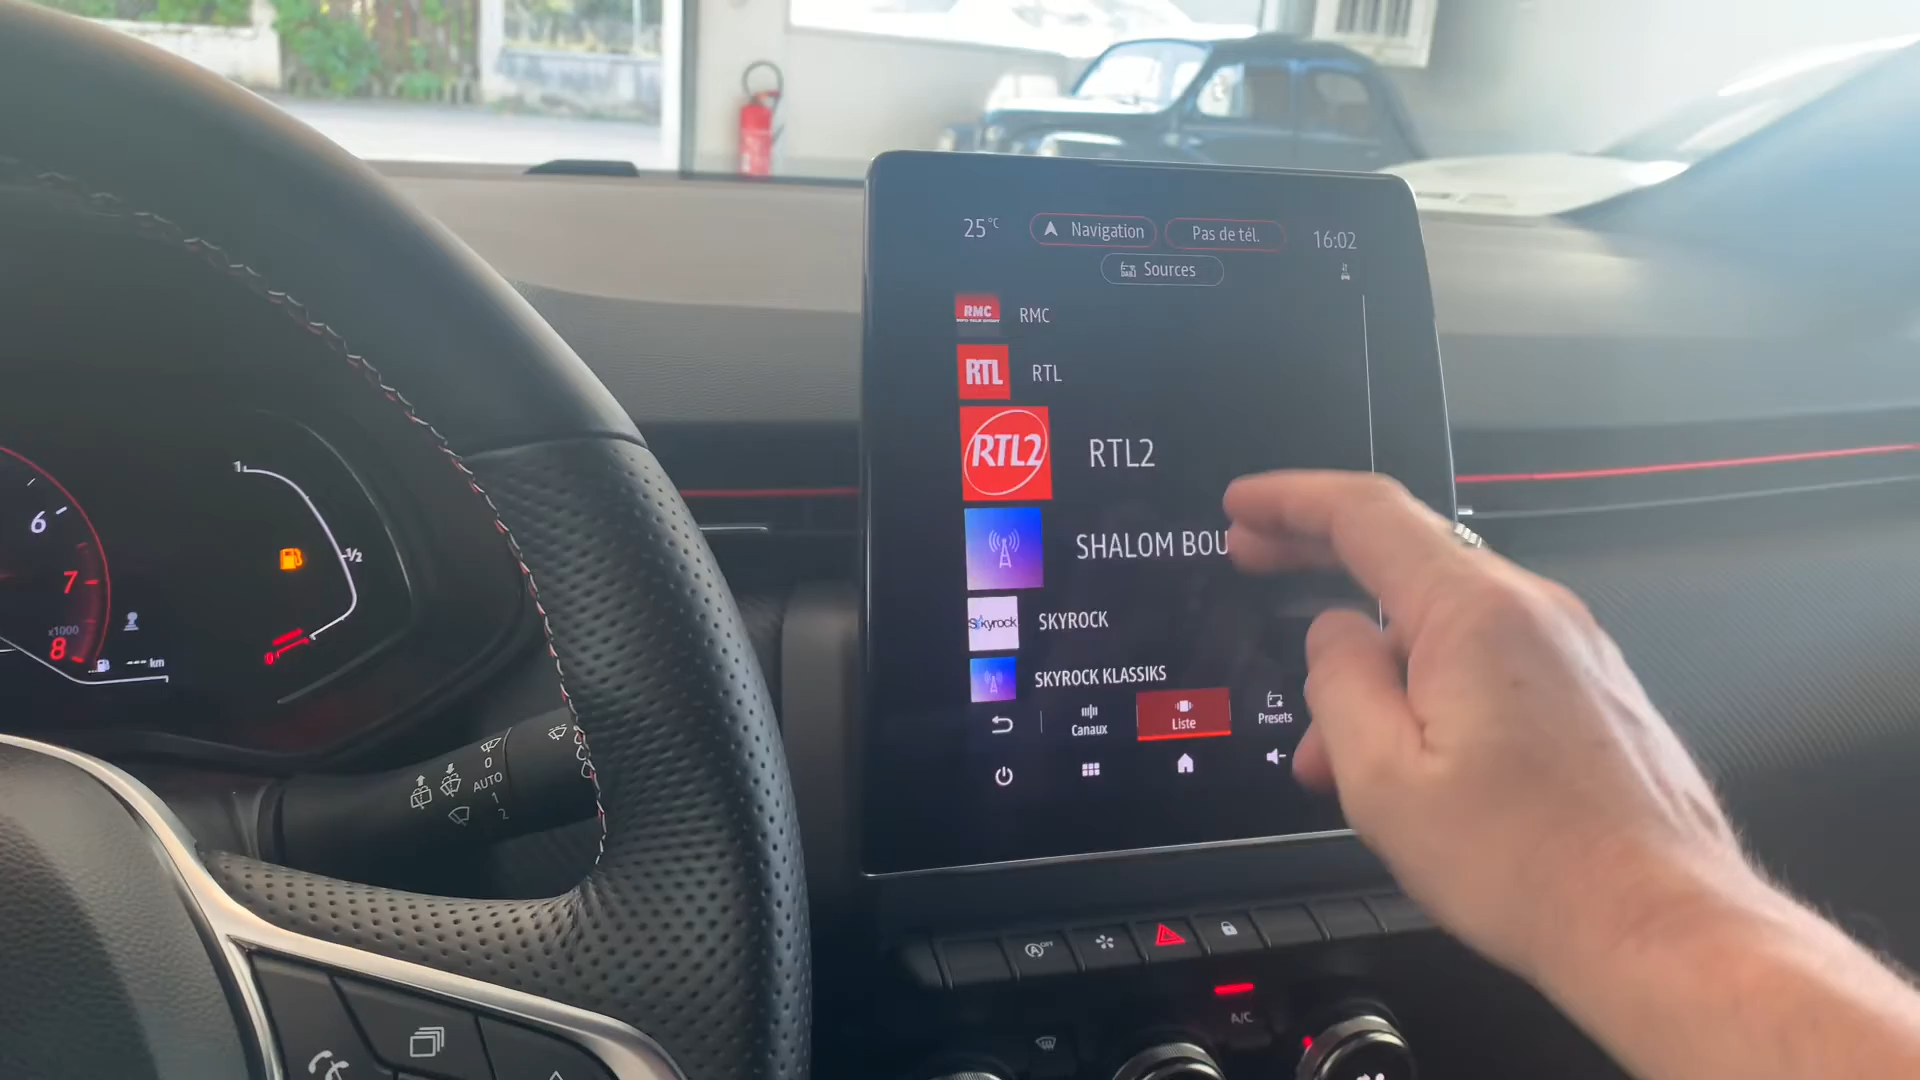 25°C
Navigation
Pas de tél.
16:02
Sources
RMC
RMC
RTL
RTL
RTL2
RTL2
SHALOM BOU
Skyrock
SKYROCK
SKYROCK KLASSIKS
Canaux
Liste
Presets
1
1/2
6
7
x1000
8
--- km
0
AUTO
1
2
OFF
A/C